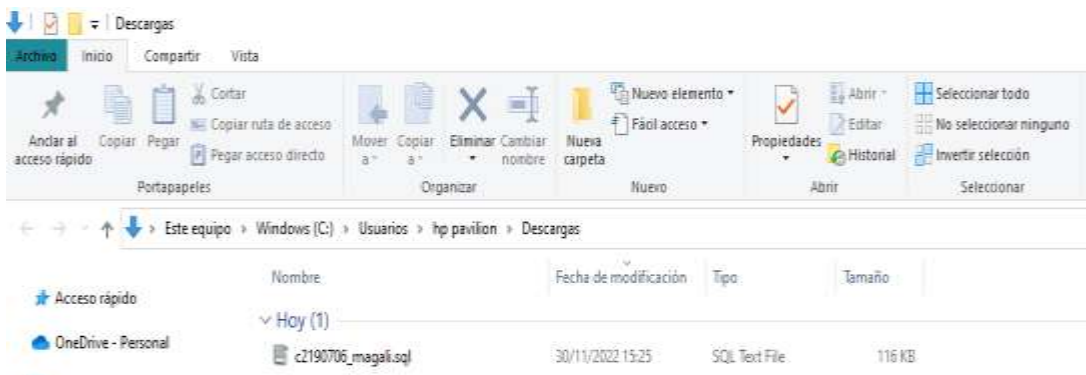 Descargas
Archivo Inicio Compartir Vista
Anclar al acceso rápido
Copiar
Pegar
Cortar
Copiar ruta de acceso
Pegar acceso directo
Portapapeles
Mover a
Copiar a
Eliminar
Cambiar nombre
Organizar
Nueva carpeta
Nuevo elemento
Fácil acceso
Nuevo
Propiedades
Abrir
Editar
Historial
Abrir
Seleccionar todo
No seleccionar ninguno
Invertir selección
Seleccionar
Este equipo > Windows (C:) > Usuarios > hp pavilion > Descargas
Nombre Fecha de modificación Tipo Tamaño
Acceso rápido
Hoy (1)
OneDrive - Personal
c2190706_magali.sql 30/11/2022 15:25 SQL Text File 116 KB